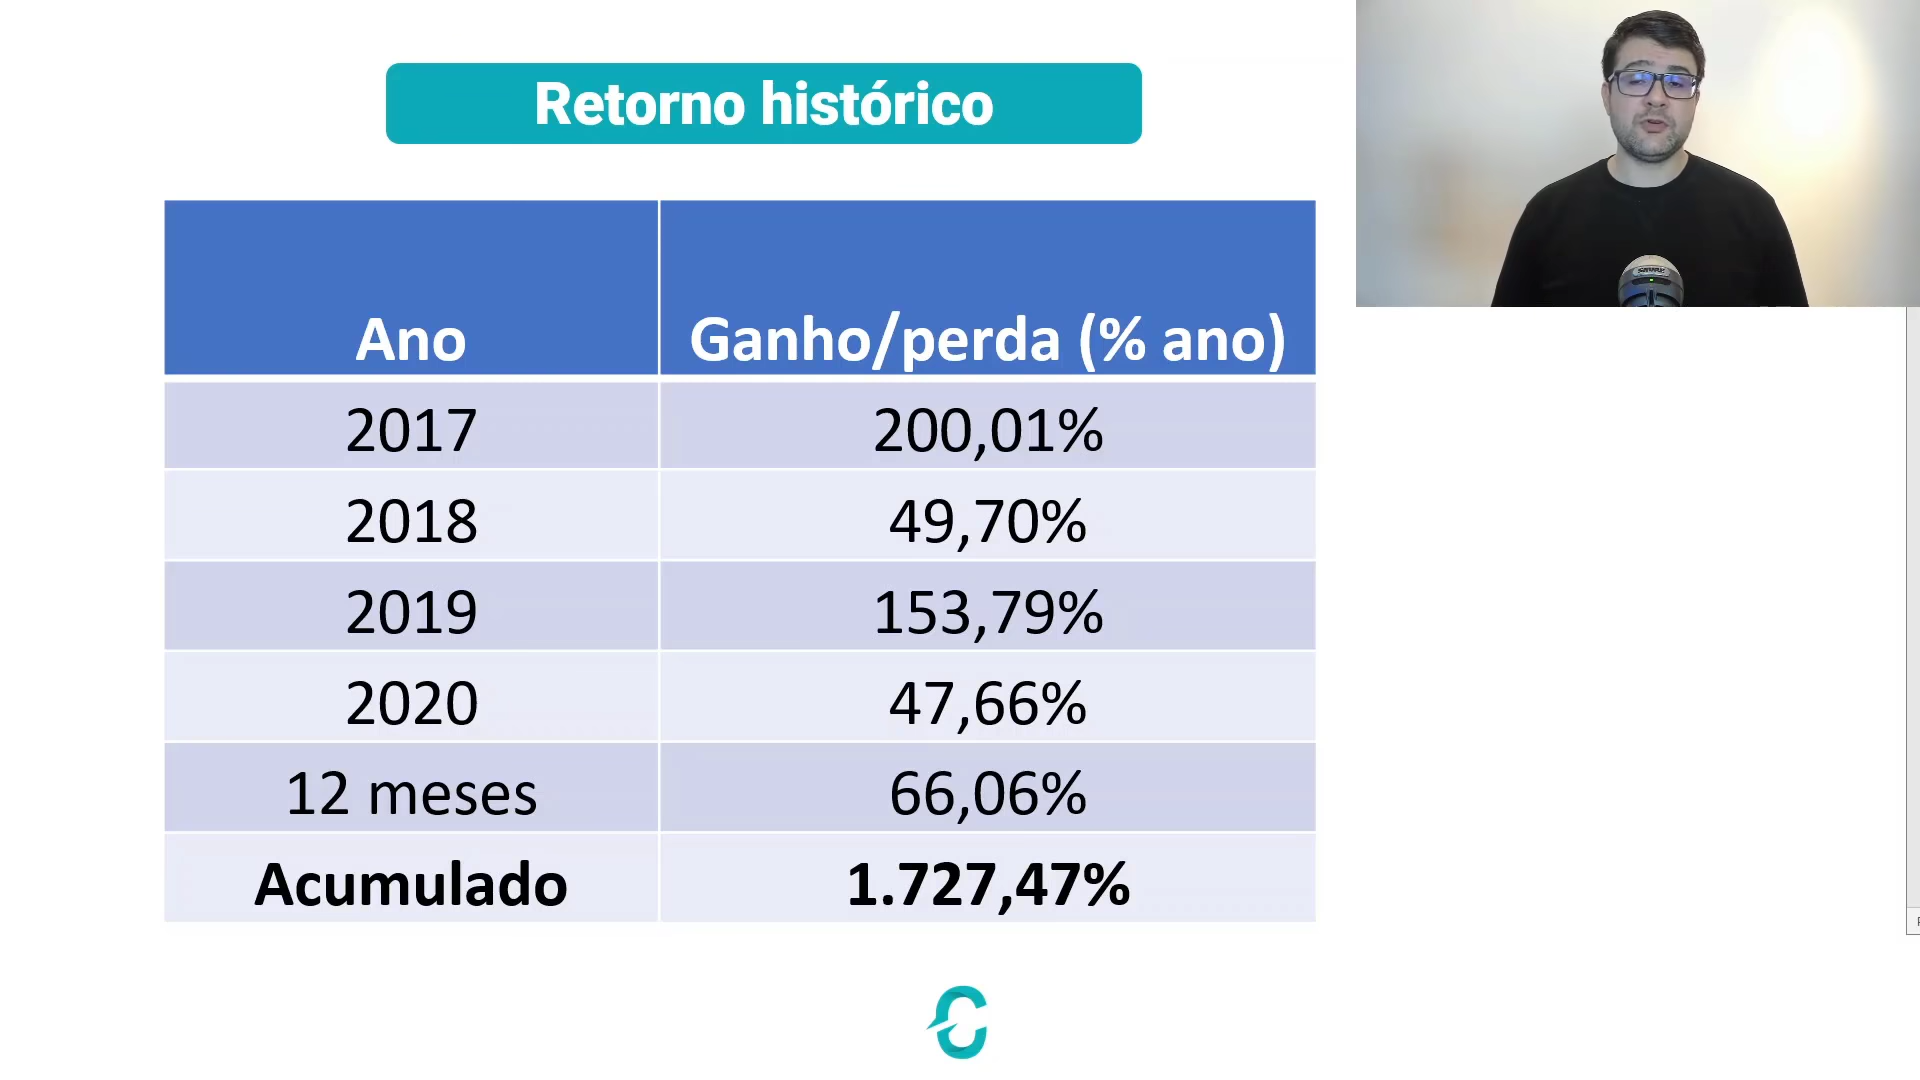 Retorno histórico
Ano Ganho/perda (% ano)
2017 200,01%
2018 49,70%
2019 153,79%
2020 47,66%
12 meses 66,06%
Acumulado 1.727,47%
SHURE